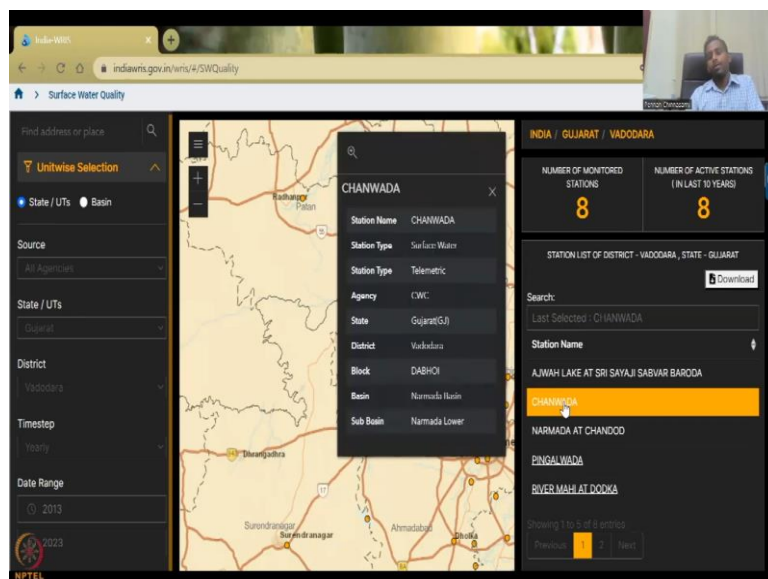 India-WRIS
indiawris.gov.in/wris/#/SWQuality
Surface Water Quality
Pennan Chinnasamy
Find address or place
Unitwise Selection
State / UTs Basin
Source
All Agencies
State / UTs
Gujarat
District
Vadodara
Timestep
Yearly
Date Range
2013
2023
NPTEL
Radhanpur
Patan
15
Dhrangadhra
17
Surendranagar
Surendranagar
Ahmadabad
Dholka
CHANWADA
Station Name CHANWADA
Station Type Surface Water
Station Type Telemetric
Agency CWC
State Gujarat(GJ)
District Vadodara
Block DABHOI
Basin Narmada Basin
Sub Basin Narmada Lower
INDIA / GUJARAT / VADODARA
NUMBER OF MONITORED STATIONS
8
NUMBER OF ACTIVE STATIONS
( IN LAST 10 YEARS)
8
STATION LIST OF DISTRICT - VADODARA , STATE - GUJARAT
Download
Search:
Last Selected : CHANWADA
Station Name
AJWAH LAKE AT SRI SAYAJI SABVAR BARODA
CHANWADA
NARMADA AT CHANDOD
PINGALWADA
RIVER MAHI AT DODKA
Showing 1 to 5 of 8 entries
Previous 1 2 Next